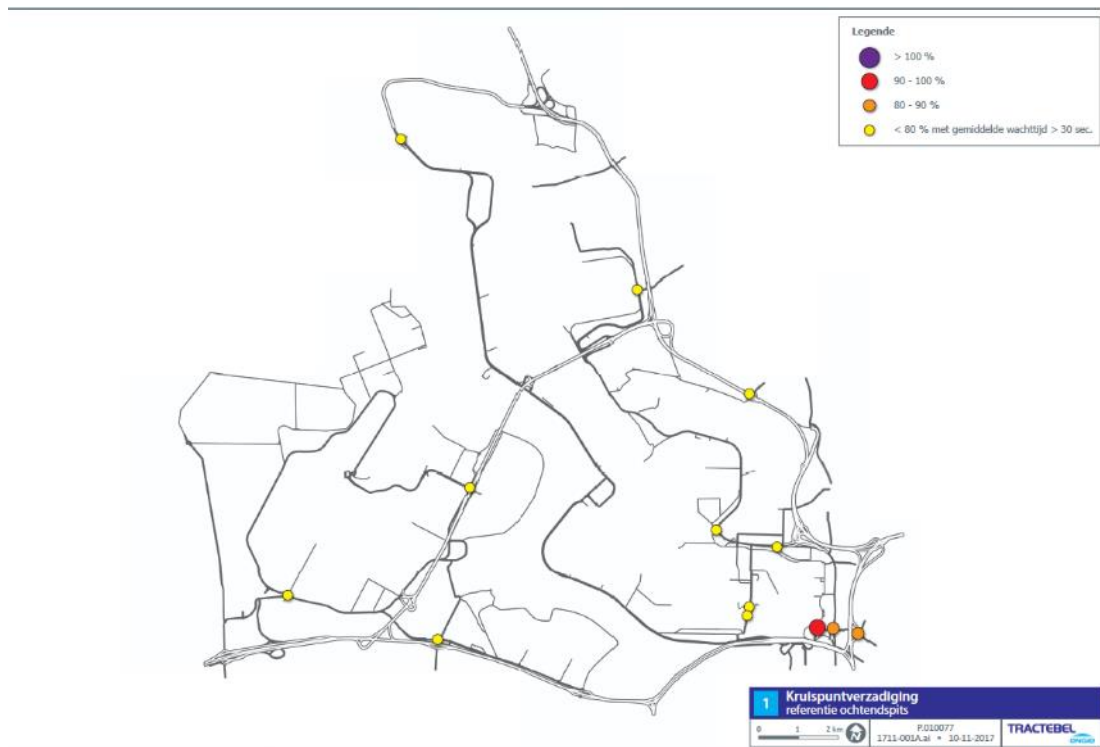 Legende
> 100 %
90 - 100 %
80 - 90 %
< 80 % met gemiddelde wachttijd > 30 sec.
1 Kruispuntverzadiging
referentie ochtendspits
0 1 2 km
N
P.010077
1711-001A.ai • 10-11-2017
TRACTEBEL
ENGIE